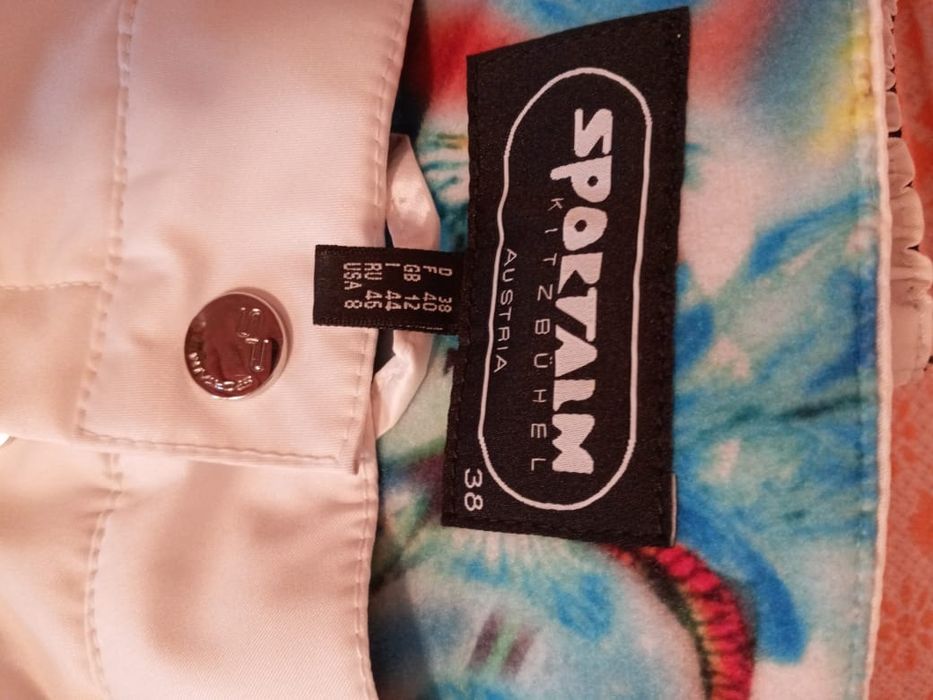 SPORTALM
KITZBÜHEL
AUSTRIA
38
D 38
F 40
GB 12
I 44
RU 46
USA 8